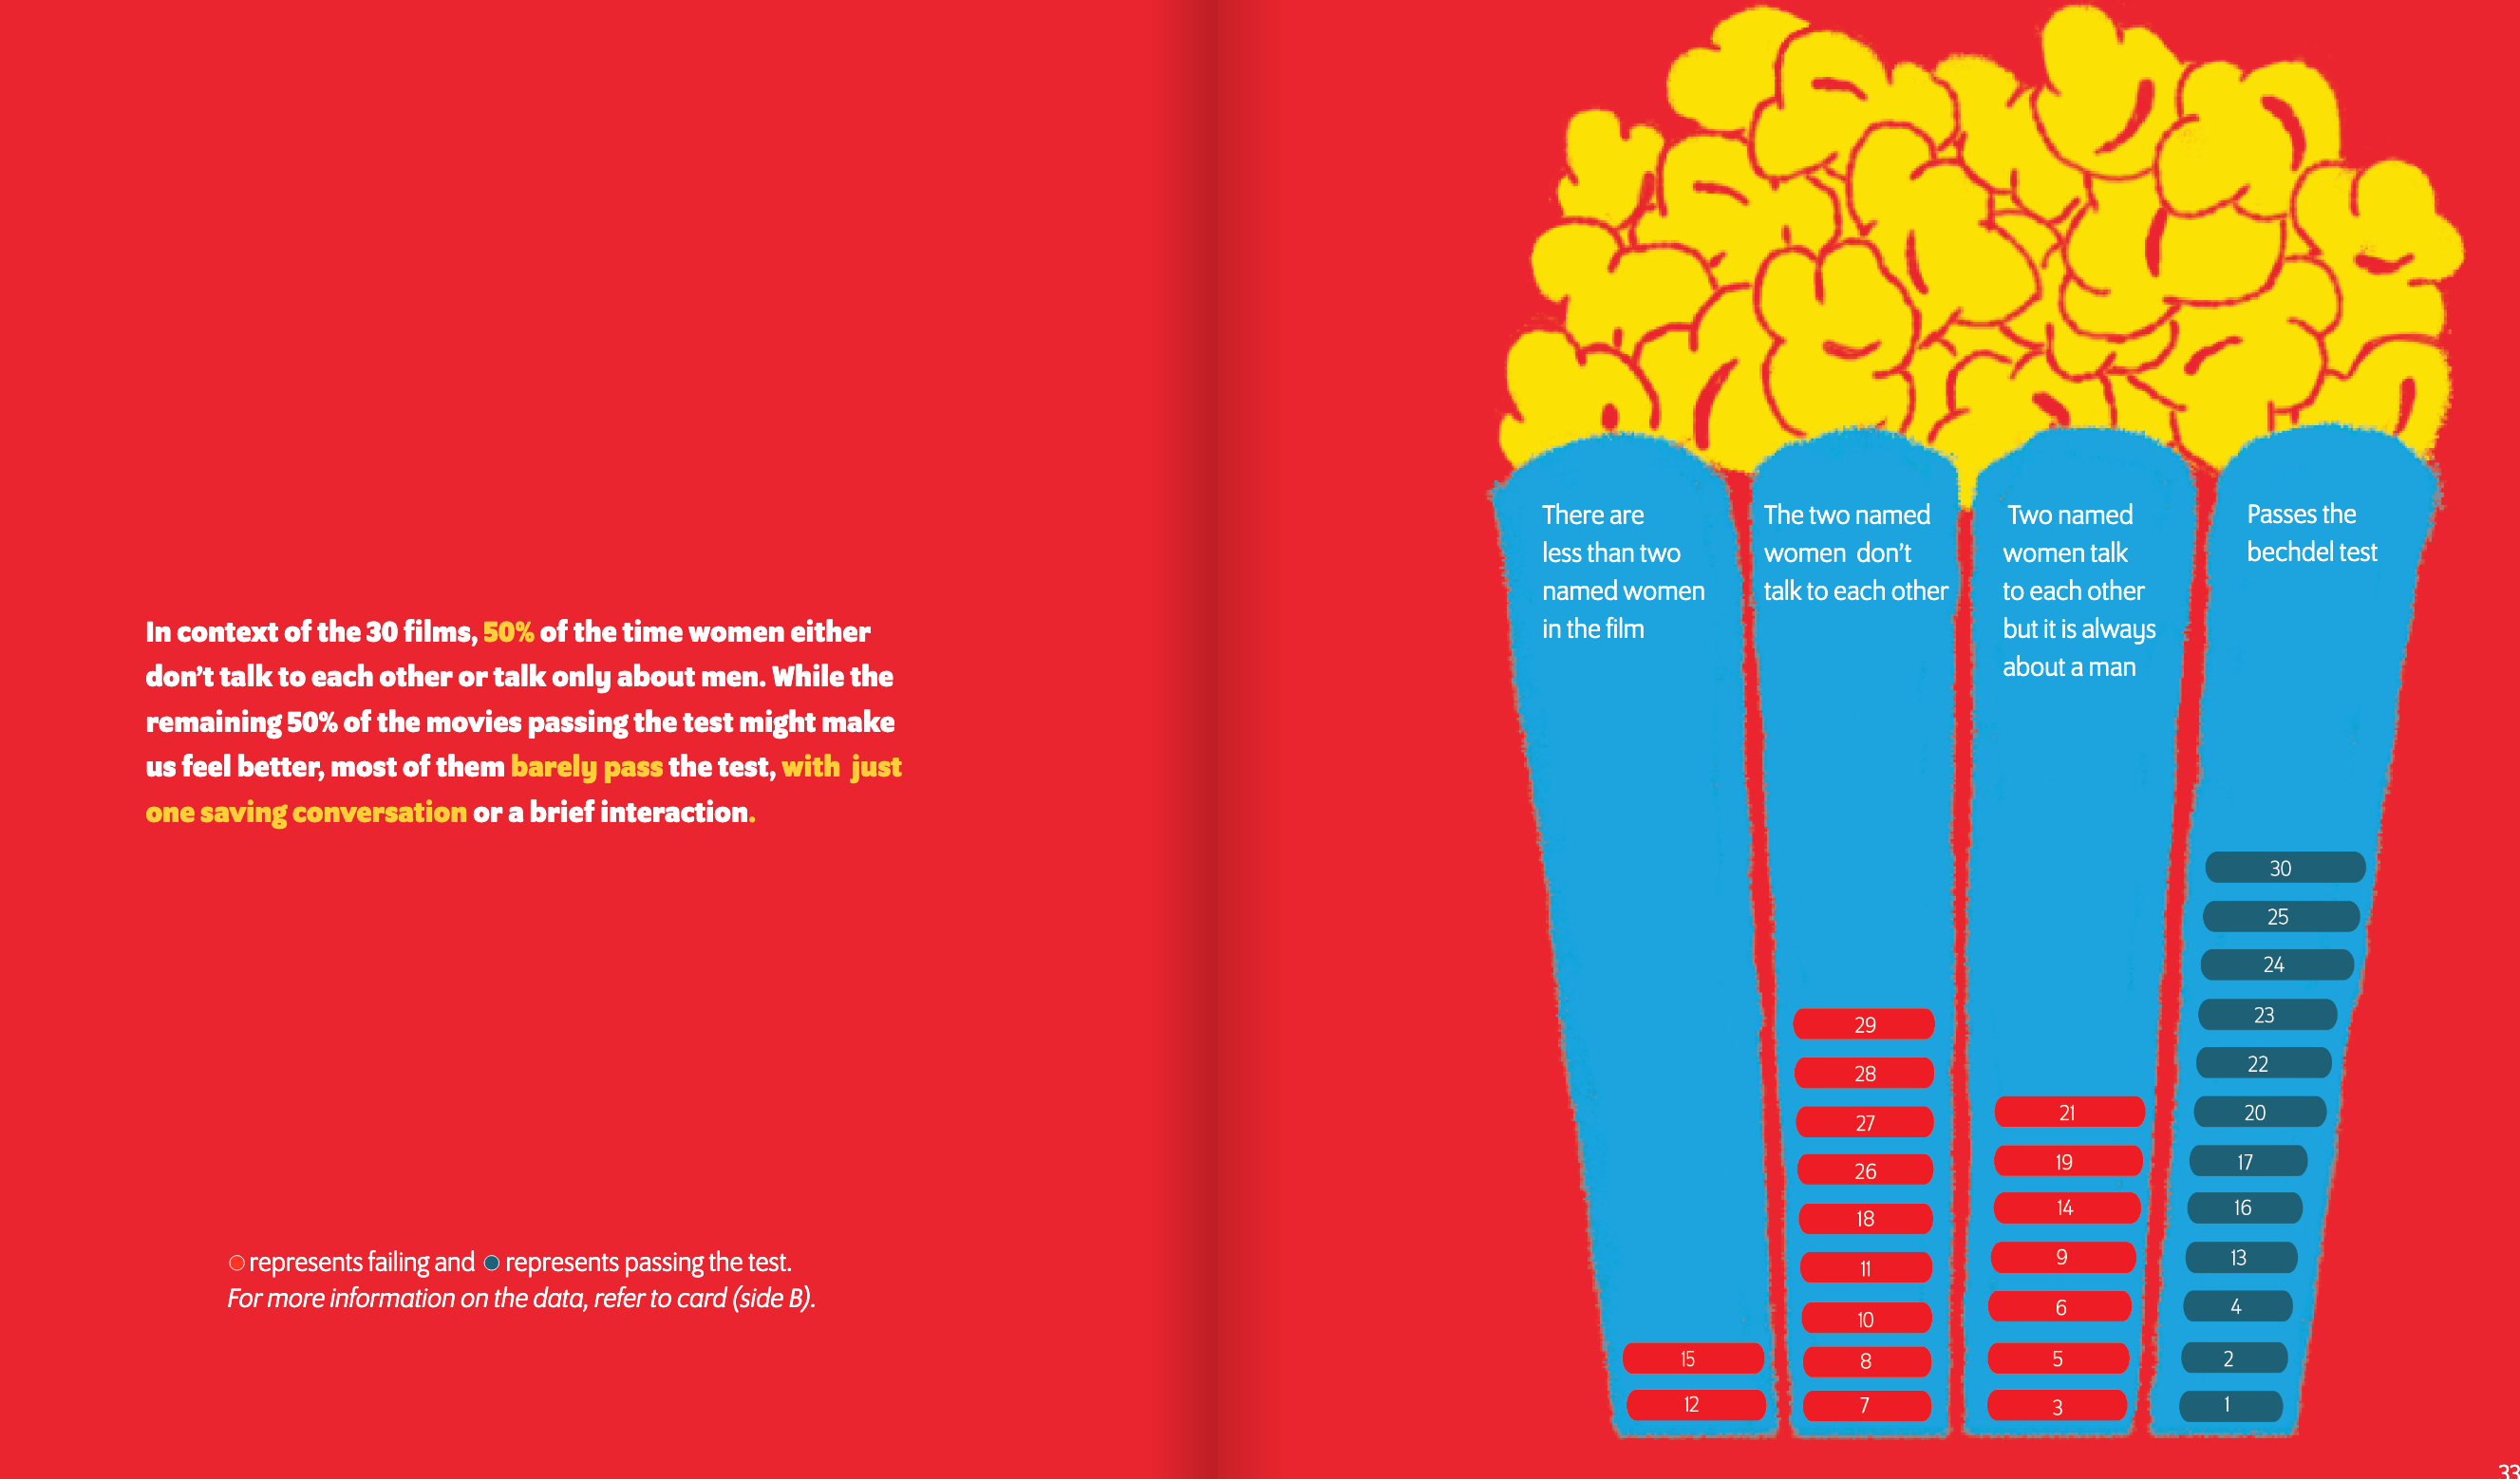 In context of the 30 films, 50% of the time women either
don't talk to each other or talk only about men. While the
remaining 50% of the movies passing the test might make
us feel better, most of them barely pass the test, with just
one saving conversation or a brief interaction.
represents failing and represents passing the test.
For more information on the data, refer to card (side B).
There are
less than two
named women
in the film
15
12
The two named
women don't
talk to each other
29
28
27
26
18
11
10
8
7
Two named
women talk
to each other
but it is always
about a man
21
19
14
9
6
5
3
Passes the
bechdel test
30
25
24
23
22
20
17
16
13
4
2
1
33